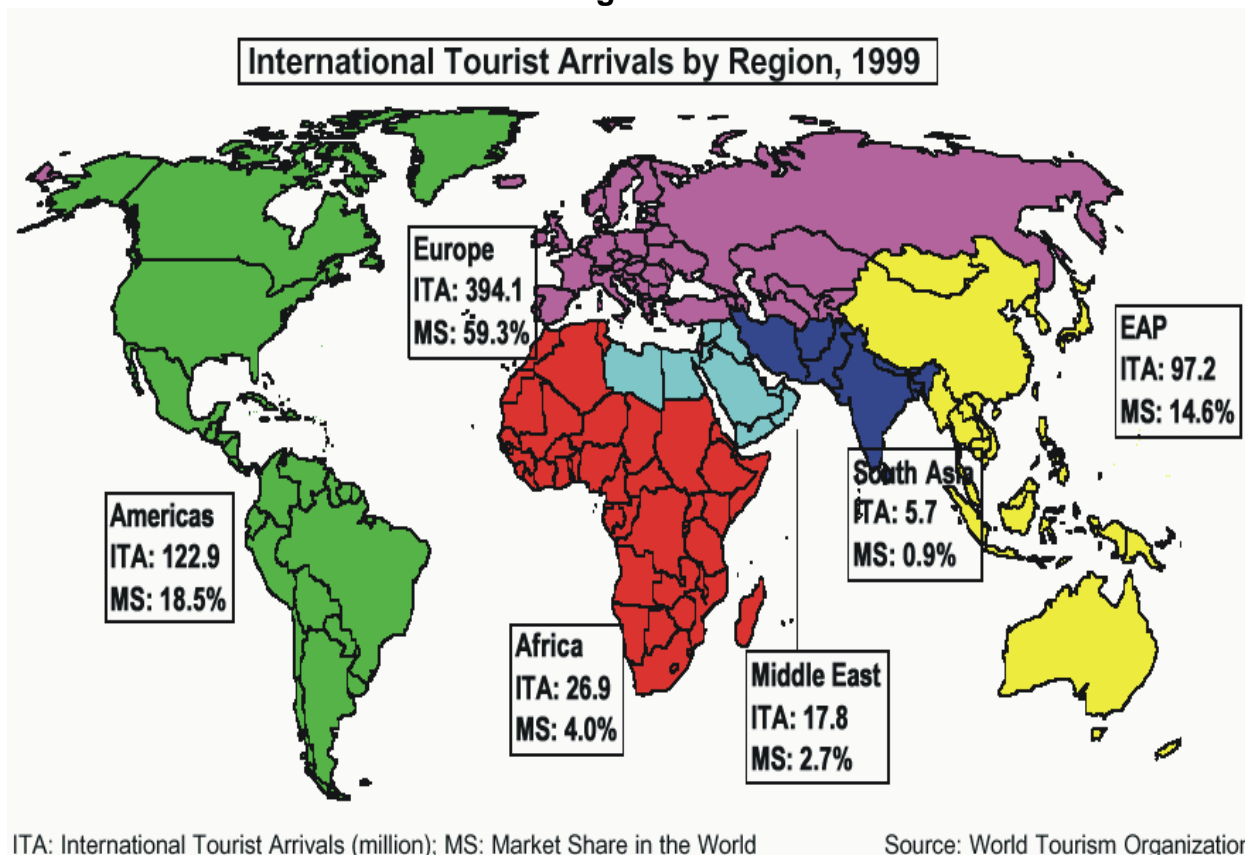 International Tourist Arrivals by Region, 1999
Europe
ITA: 394.1
MS: 59.3%
EAP
ITA: 97.2
MS: 14.6%
South Asia
ITA: 5.7
MS: 0.9%
Americas
ITA: 122.9
MS: 18.5%
Africa
ITA: 26.9
MS: 4.0%
Middle East
ITA: 17.8
MS: 2.7%
ITA: International Tourist Arrivals (million); MS: Market Share in the World
Source: World Tourism Organization